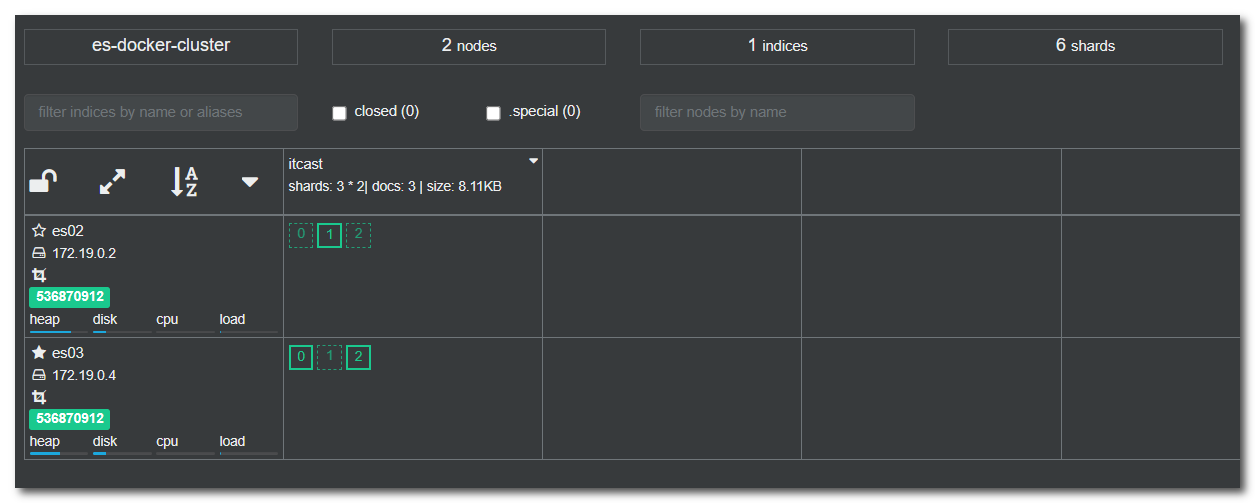 es-docker-cluster
2 nodes
1 indices
6 shards
filter indices by name or aliases
closed (0)
.special (0)
filter nodes by name
A
Z
itcast
shards: 3 * 2| docs: 3 | size: 8.11KB
es02
172.19.0.2
536870912
heap disk cpu load
0 1 2
es03
172.19.0.4
536870912
heap disk cpu load
0 1 2